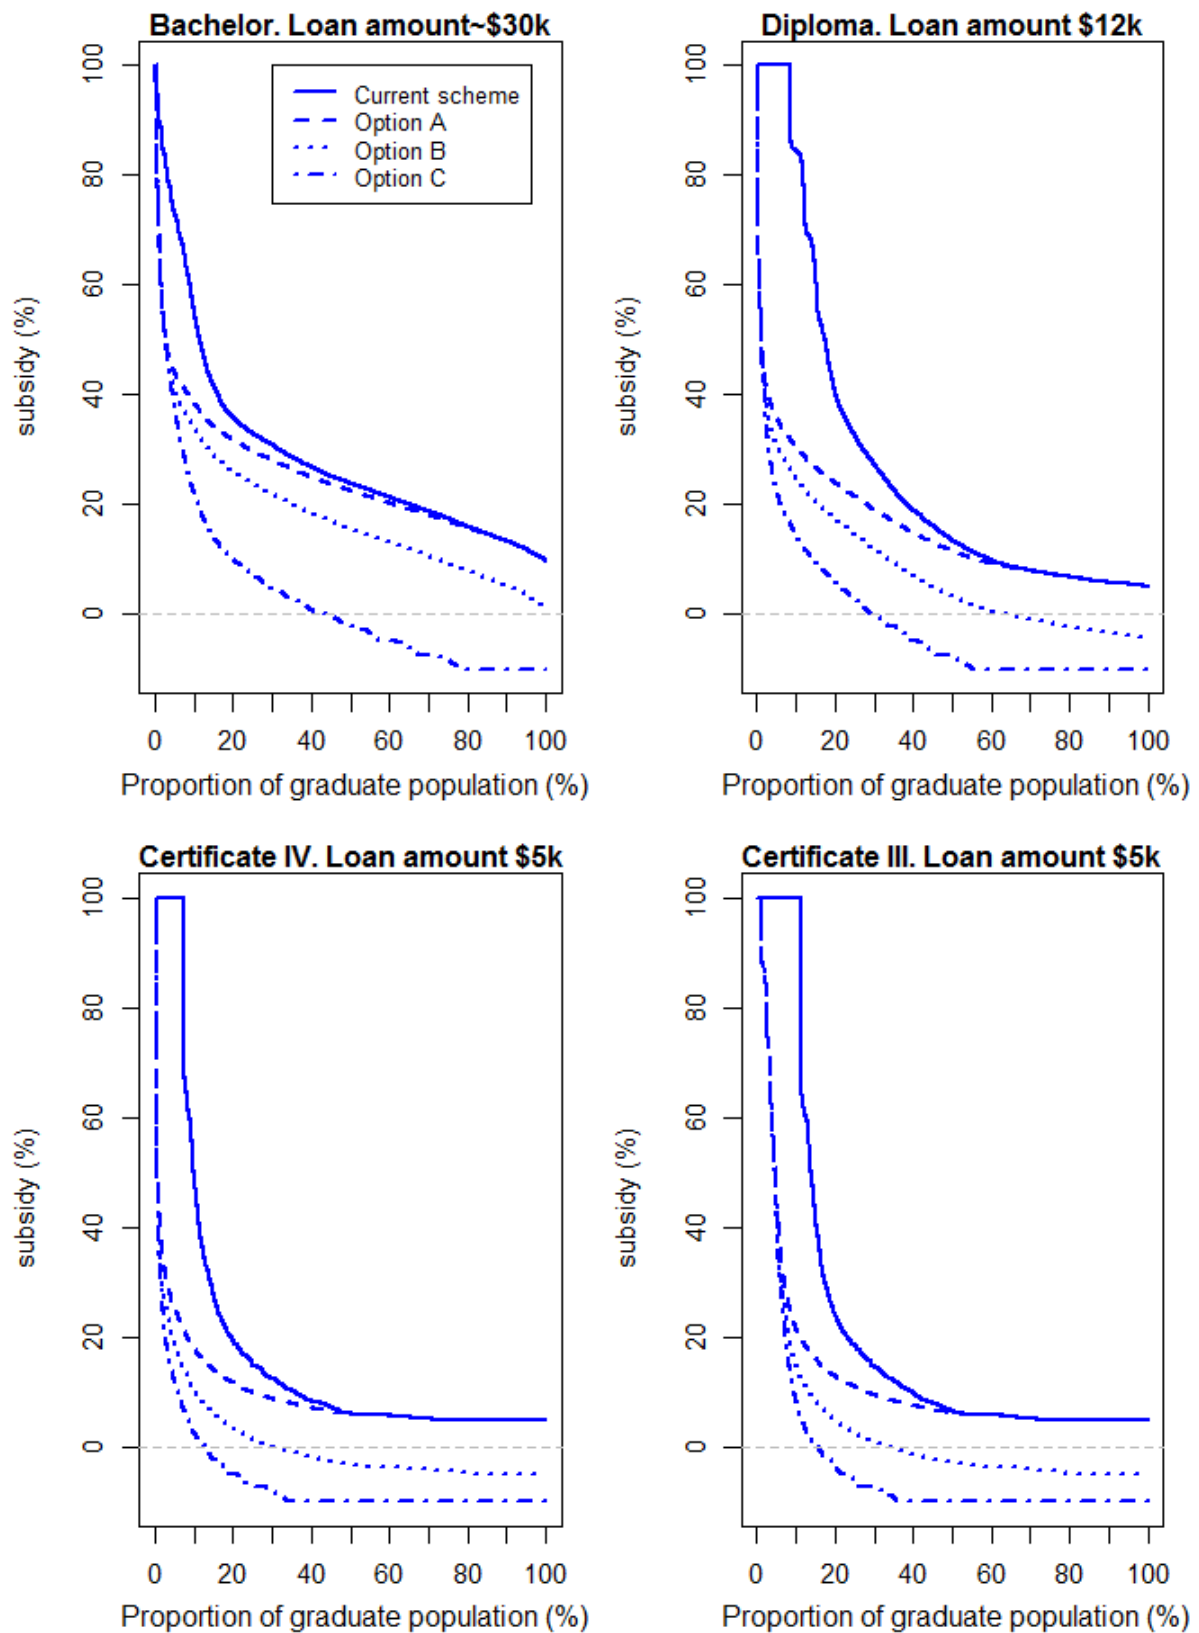 Bachelor. Loan amount~$30k
Current scheme
Option A
Option B
Option C
subsidy (%)
100
80
60
40
20
0
0 20 40 60 80 100
Proportion of graduate population (%)
Diploma. Loan amount $12k
subsidy (%)
100
80
60
40
20
0
0 20 40 60 80 100
Proportion of graduate population (%)
Certificate IV. Loan amount $5k
subsidy (%)
100
80
60
40
20
0
0 20 40 60 80 100
Proportion of graduate population (%)
Certificate III. Loan amount $5k
subsidy (%)
100
80
60
40
20
0
0 20 40 60 80 100
Proportion of graduate population (%)